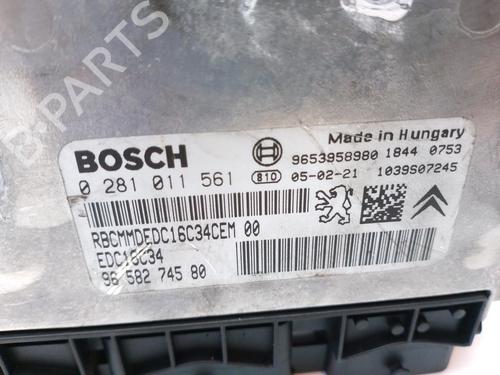 B-PARTS
BOSCH
Made in Hungary
9653958980 1844 0753
0 281 011 561
810 05-02-21 1039S07245
RBCMMDEDC16C34CEM 00
EDC16C34
96 582 745 80